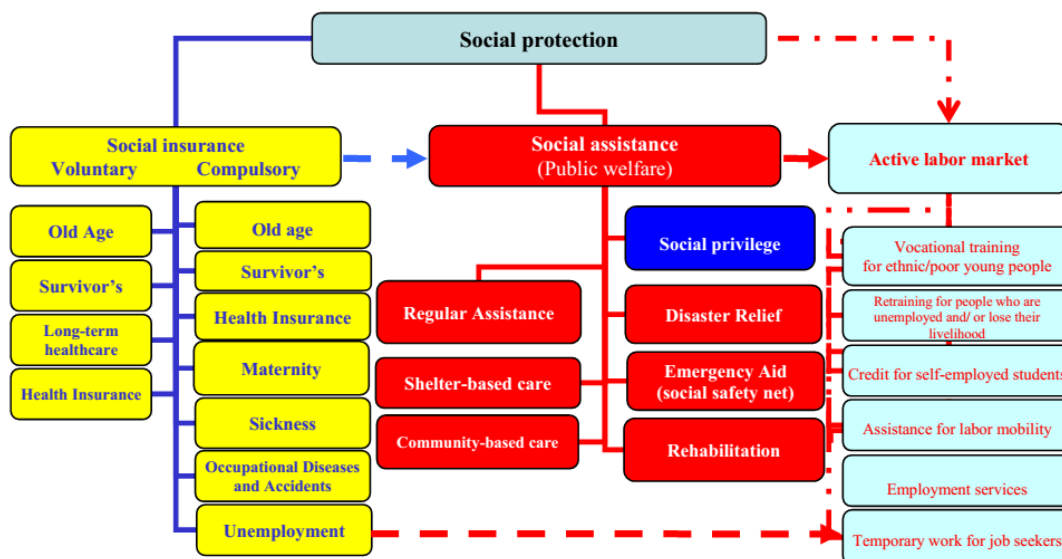 Social protection
Social insurance
Voluntary Compulsory
Social assistance
(Public welfare)
Active labor market
Old Age
Survivor's
Long-term
healthcare
Health Insurance
Old age
Survivor's
Health Insurance
Maternity
Sickness
Occupational Diseases
and Accidents
Unemployment
Social privilege
Regular Assistance
Disaster Relief
Shelter-based care
Emergency Aid
(social safety net)
Community-based care
Rehabilitation
Vocational training
for ethnic/poor young people
Retraining for people who are
unemployed and/ or lose their
livelihood
Credit for self-employed students
Assistance for labor mobility
Employment services
Temporary work for job seekers